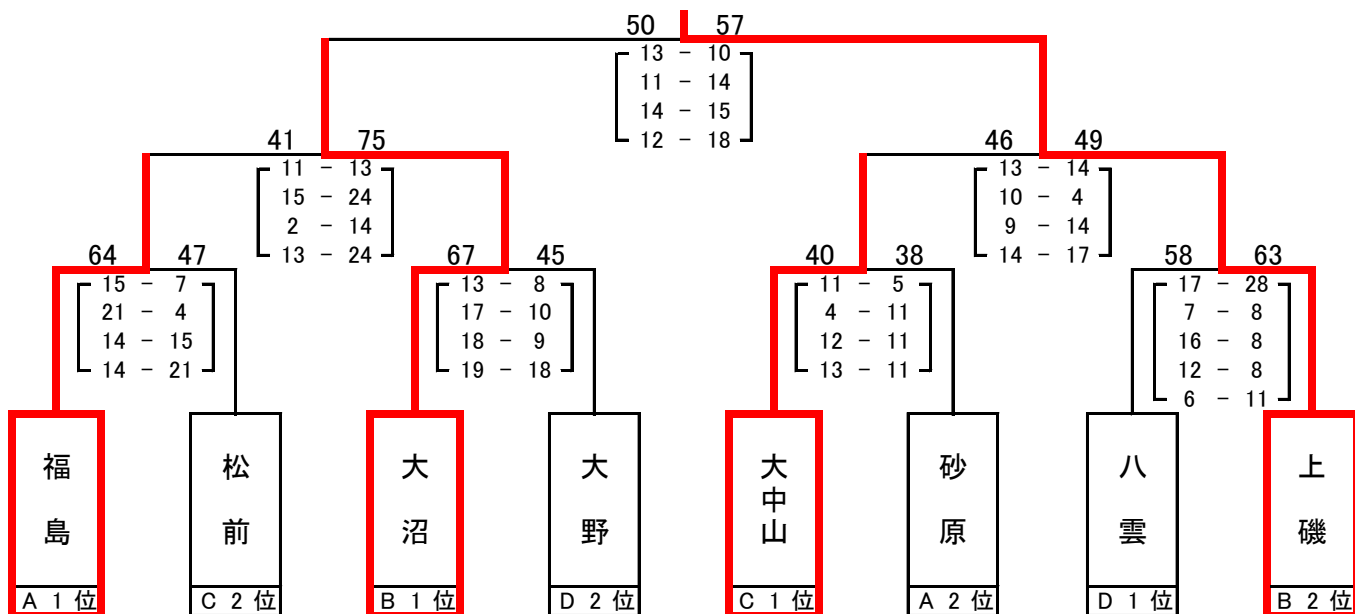 50 57
13 - 10
11 - 14
14 - 15
12 - 18
41 75
11 - 13
15 - 24
2 - 14
13 - 24
46 49
13 - 14
10 - 4
9 - 14
14 - 17
64 47
15 - 7
21 - 4
14 - 15
14 - 21
67 45
13 - 8
17 - 10
18 - 9
19 - 18
40 38
11 - 5
4 - 11
12 - 11
13 - 11
58 63
17 - 28
7 - 8
16 - 8
12 - 8
6 - 11
福島
松前
大沼
大野
大中山
砂原
八雲
上磯
A 1 位
C 2 位
B 1 位
D 2 位
C 1 位
A 2 位
D 1 位
B 2 位